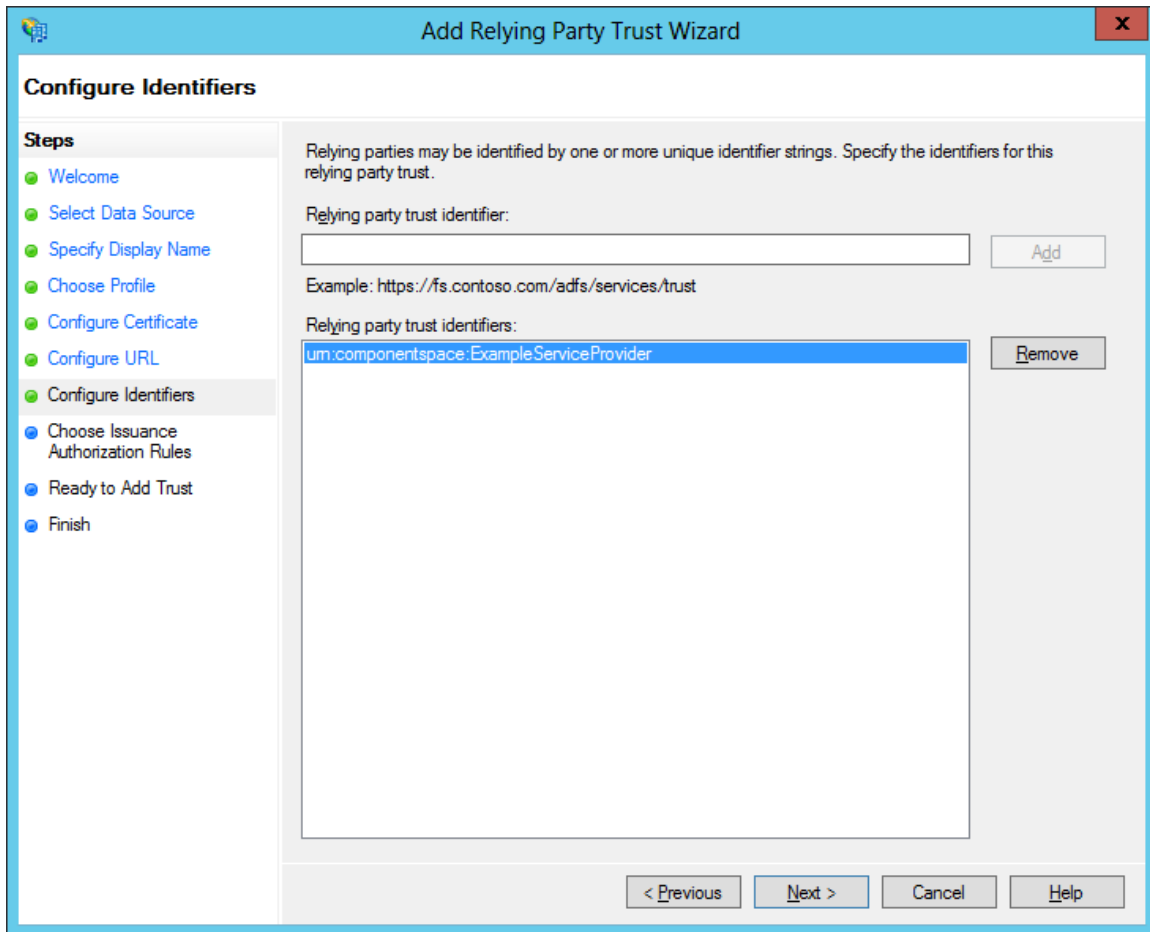 Add Relying Party Trust Wizard
x
Configure Identifiers
Steps
Welcome
Select Data Source
Specify Display Name
Choose Profile
Configure Certificate
Configure URL
Configure Identifiers
Choose Issuance
Authorization Rules
Ready to Add Trust
Finish
Relying parties may be identified by one or more unique identifier strings. Specify the identifiers for this
relying party trust.
Relying party trust identifier:
Add
Example: https://fs.contoso.com/adfs/services/trust
Relying party trust identifiers:
urn:componentspace:ExampleServiceProvider
Remove
< Previous
Next >
Cancel
Help